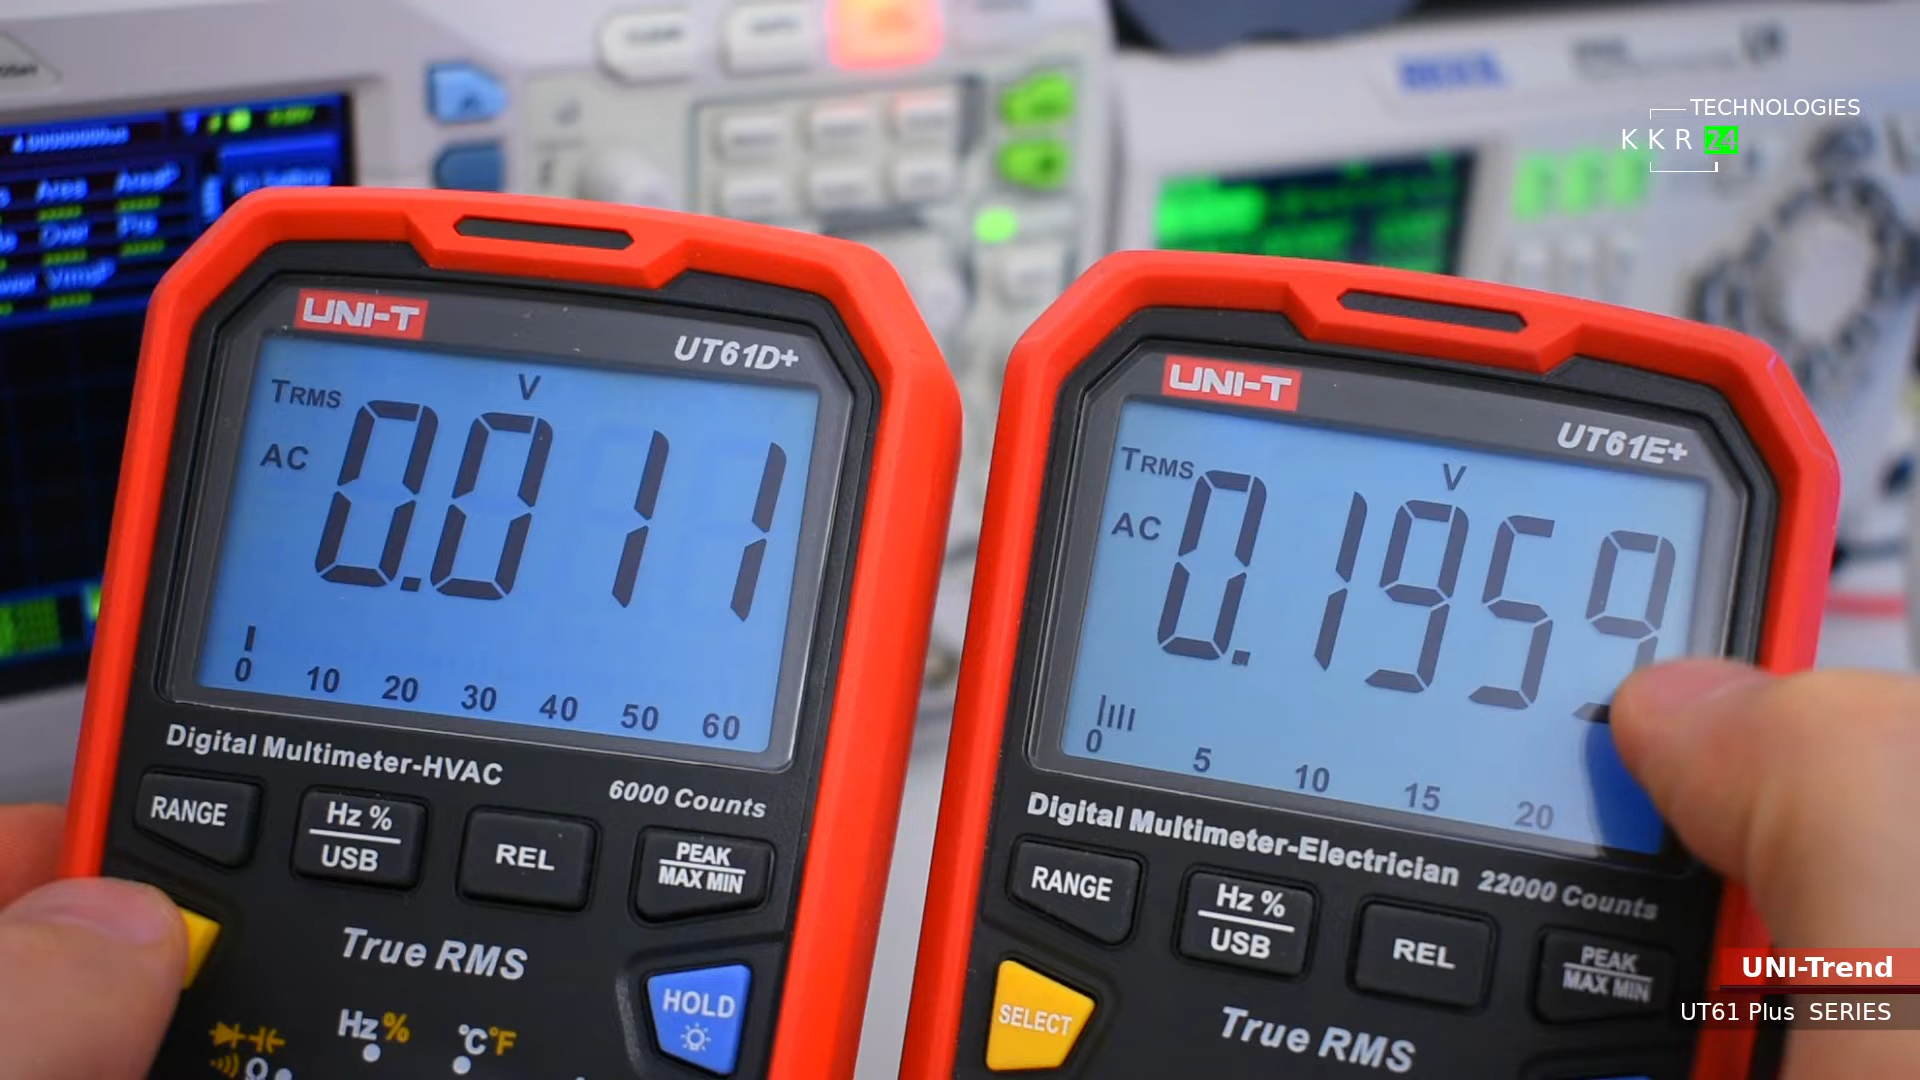 TECHNOLOGIES
KKR 24
UNI-T
UT61D+
V
TRMS
AC
0.011
0 10 20 30 40 50 60
Digital Multimeter-HVAC
6000 Counts
RANGE
Hz %
USB
REL
PEAK
MAX MIN
True RMS
HOLD
Hz %
°C°F
Ω
UNI-T
UT61E+
V
TRMS
AC
0.1959
0 5 10 15 20
Digital Multimeter-Electrician
22000 Counts
RANGE
Hz %
USB
REL
PEAK
MAX MIN
SELECT
True RMS
UNI-Trend
UT61 Plus SERIES